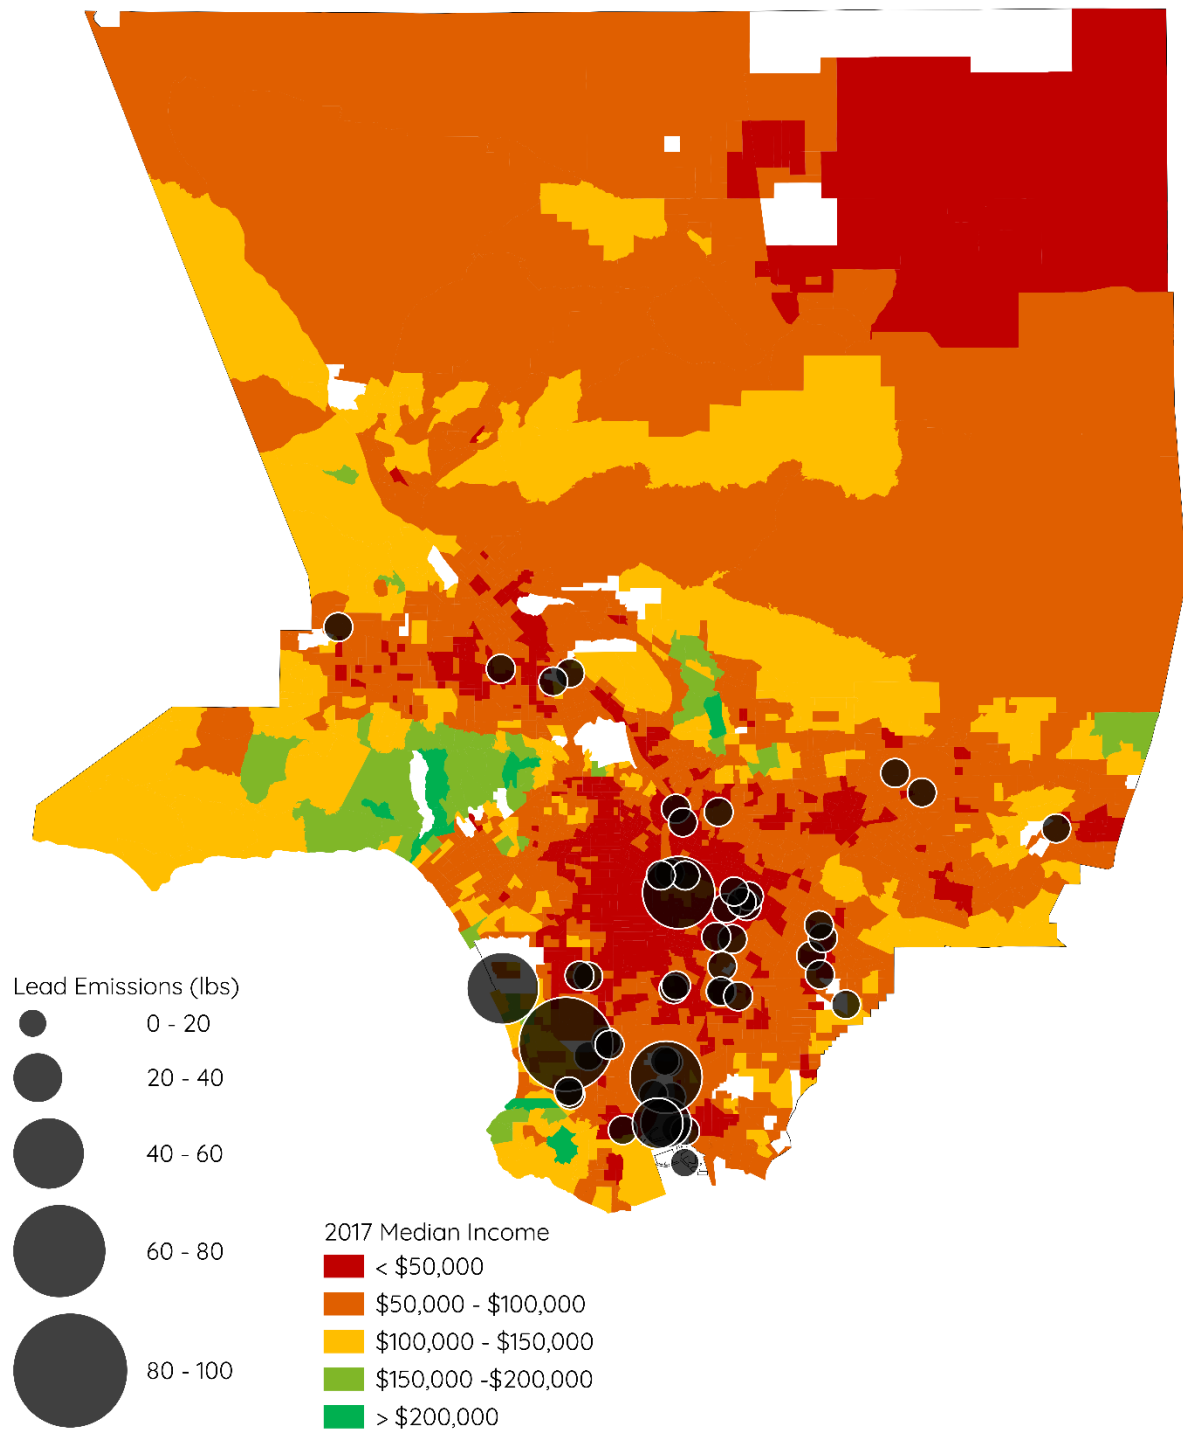 Lead Emissions (lbs)
0 - 20
20 - 40
40 - 60
60 - 80
80 - 100
2017 Median Income
< $50,000
$50,000 - $100,000
$100,000 - $150,000
$150,000 -$200,000
> $200,000